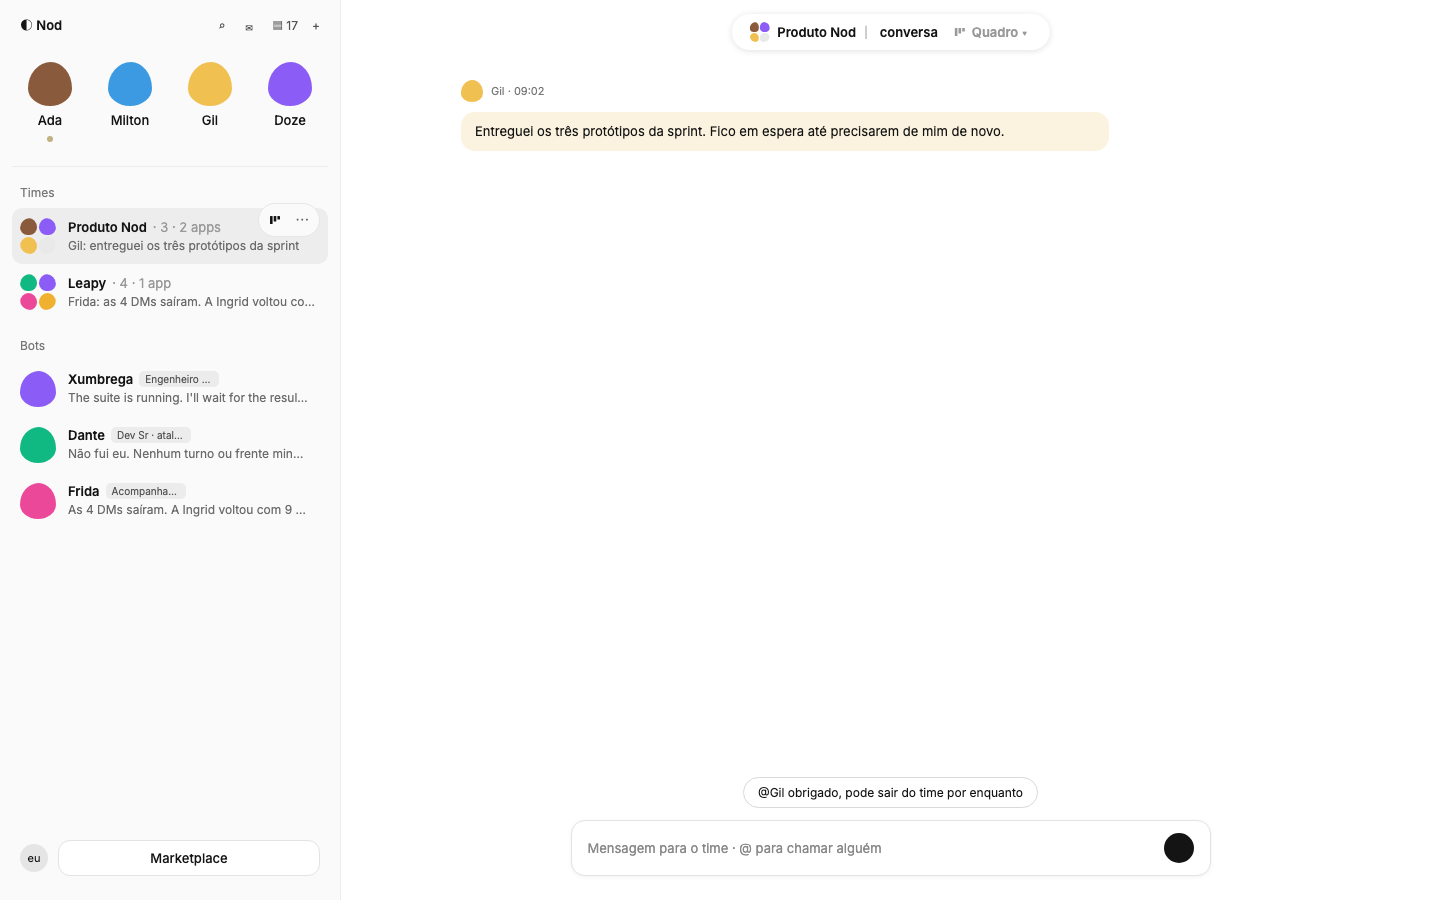 Nod
17
+
Ada
Milton
Gil
Doze
Times
Produto Nod · 3 · 2 apps
Gil: entreguei os três protótipos da sprint
Leapy · 4 · 1 app
Frida: as 4 DMs saíram. A Ingrid voltou co...
Bots
Xumbrega Engenheiro ...
The suite is running. I'll wait for the resul...
Dante Dev Sr · atal...
Não fui eu. Nenhum turno ou frente min...
Frida Acompanha...
As 4 DMs saíram. A Ingrid voltou com 9 ...
eu
Marketplace
Produto Nod | conversa Quadro
Gil · 09:02
Entreguei os três protótipos da sprint. Fico em espera até precisarem de mim de novo.
@Gil obrigado, pode sair do time por enquanto
Mensagem para o time · @ para chamar alguém